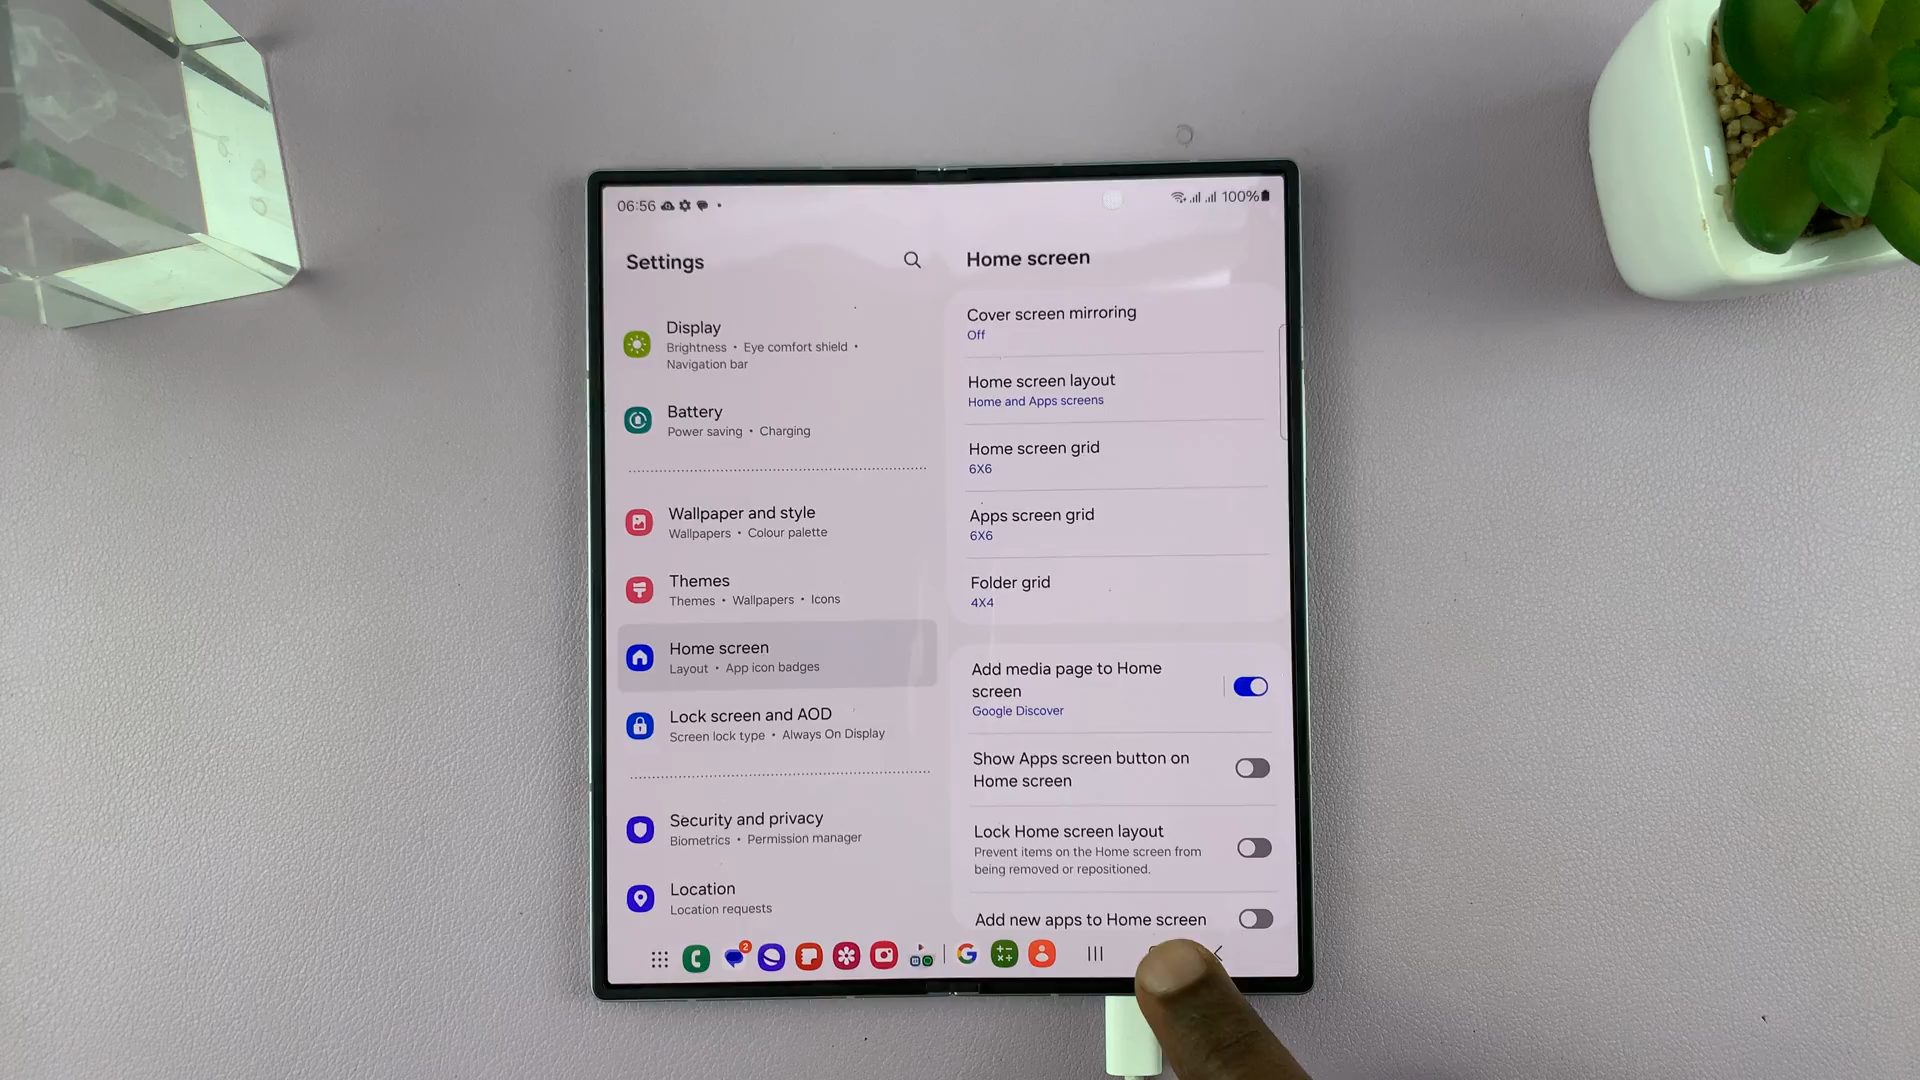 06:56
100%
Settings
Display
Brightness • Eye comfort shield •
Navigation bar
Battery
Power saving • Charging
Wallpaper and style
Wallpapers • Colour palette
Themes
Themes • Wallpapers • Icons
Home screen
Layout • App icon badges
Lock screen and AOD
Screen lock type • Always On Display
Security and privacy
Biometrics • Permission manager
Location
Location requests
Home screen
Cover screen mirroring
Off
Home screen layout
Home and Apps screens
Home screen grid
6X6
Apps screen grid
6X6
Folder grid
4X4
Add media page to Home
screen
Google Discover
Show Apps screen button on
Home screen
Lock Home screen layout
Prevent items on the Home screen from
being removed or repositioned.
Add new apps to Home screen
2
G